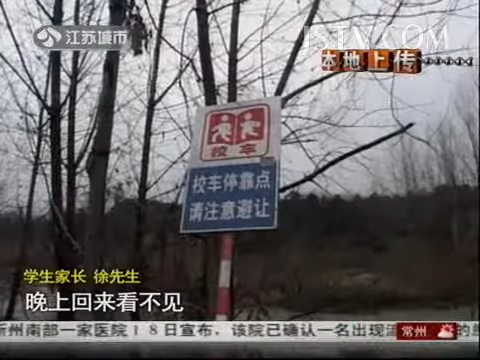 江苏城市
JSTV.COM
本地上传
校车
校车停靠点
请注意避让
学生家长 徐先生
晚上回来看不见
州南部一家医院18日宣布，该院已确认一名出现流
常州